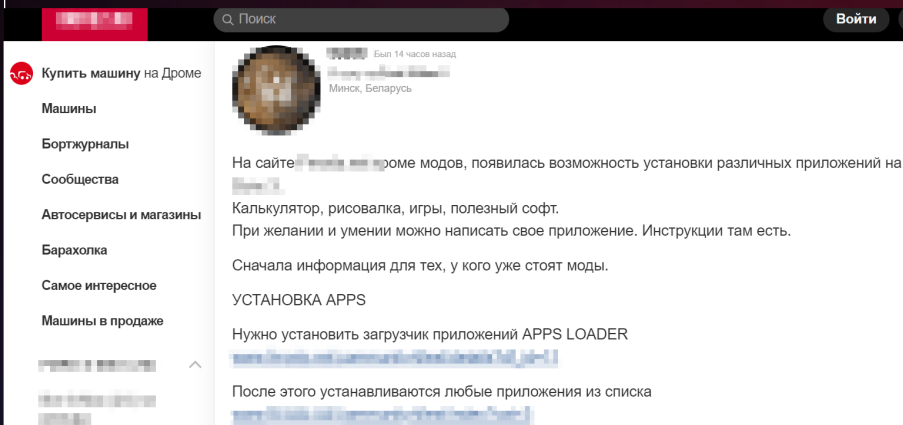 Поиск
Войти
Купить машину на Дроме
Машины
Бортжурналы
Сообщества
Автосервисы и магазины
Барахолка
Самое интересное
Машины в продаже
Был 14 часов назад
Минск, Беларусь
На сайте роме модов, появилась возможность установки различных приложений на
Калькулятор, рисовалка, игры, полезный софт.
При желании и умении можно написать свое приложение. Инструкции там есть.
Сначала информация для тех, у кого уже стоят моды.
УСТАНОВКА APPS
Нужно установить загрузчик приложений APPS LOADER
После этого устанавливаются любые приложения из списка